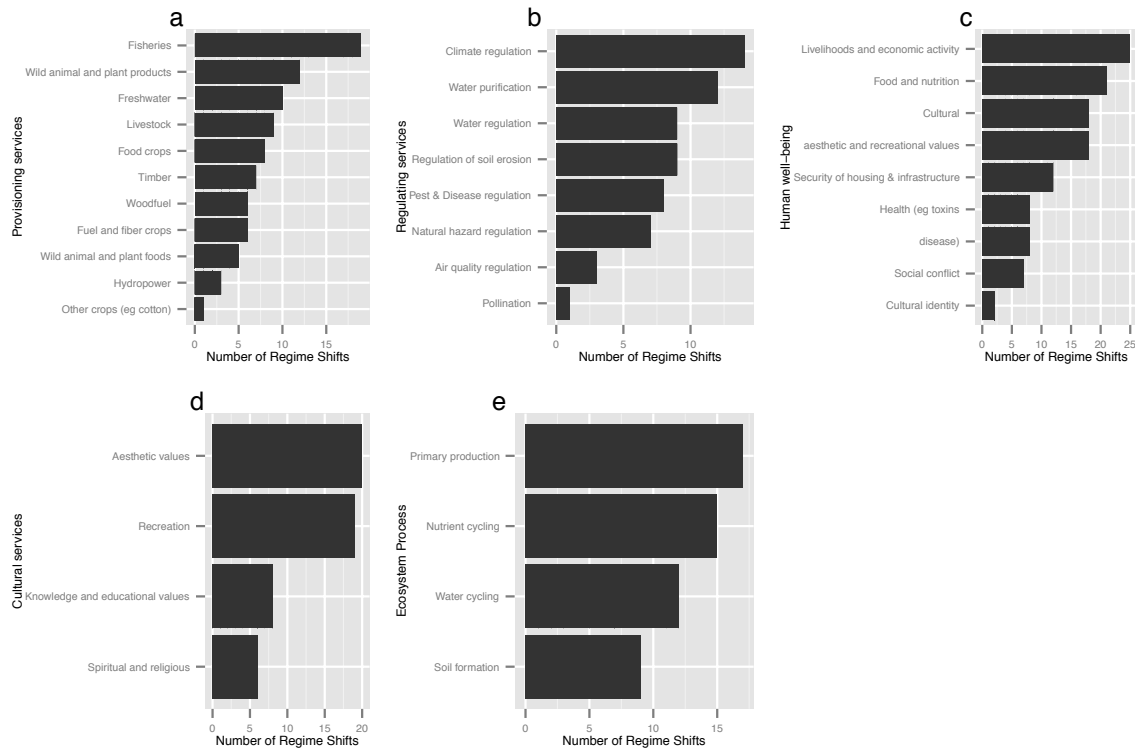 a
Provisioning services
Fisheries
Wild animal and plant products
Freshwater
Livestock
Food crops
Timber
Woodfuel
Fuel and fiber crops
Wild animal and plant foods
Hydropower
Other crops (eg cotton)
0 5 10 15
Number of Regime Shifts
b
Regulating services
Climate regulation
Water purification
Water regulation
Regulation of soil erosion
Pest & Disease regulation
Natural hazard regulation
Air quality regulation
Pollination
0 5 10
Number of Regime Shifts
c
Human well-being
Livelihoods and economic activity
Food and nutrition
Cultural
aesthetic and recreational values
Security of housing & infrastructure
Health (eg toxins
disease)
Social conflict
Cultural identity
0 5 10 15 20 25
Number of Regime Shifts
d
Cultural services
Aesthetic values
Recreation
Knowledge and educational values
Spiritual and religious
0 5 10 15 20
Number of Regime Shifts
e
Ecosystem Process
Primary production
Nutrient cycling
Water cycling
Soil formation
0 5 10 15
Number of Regime Shifts